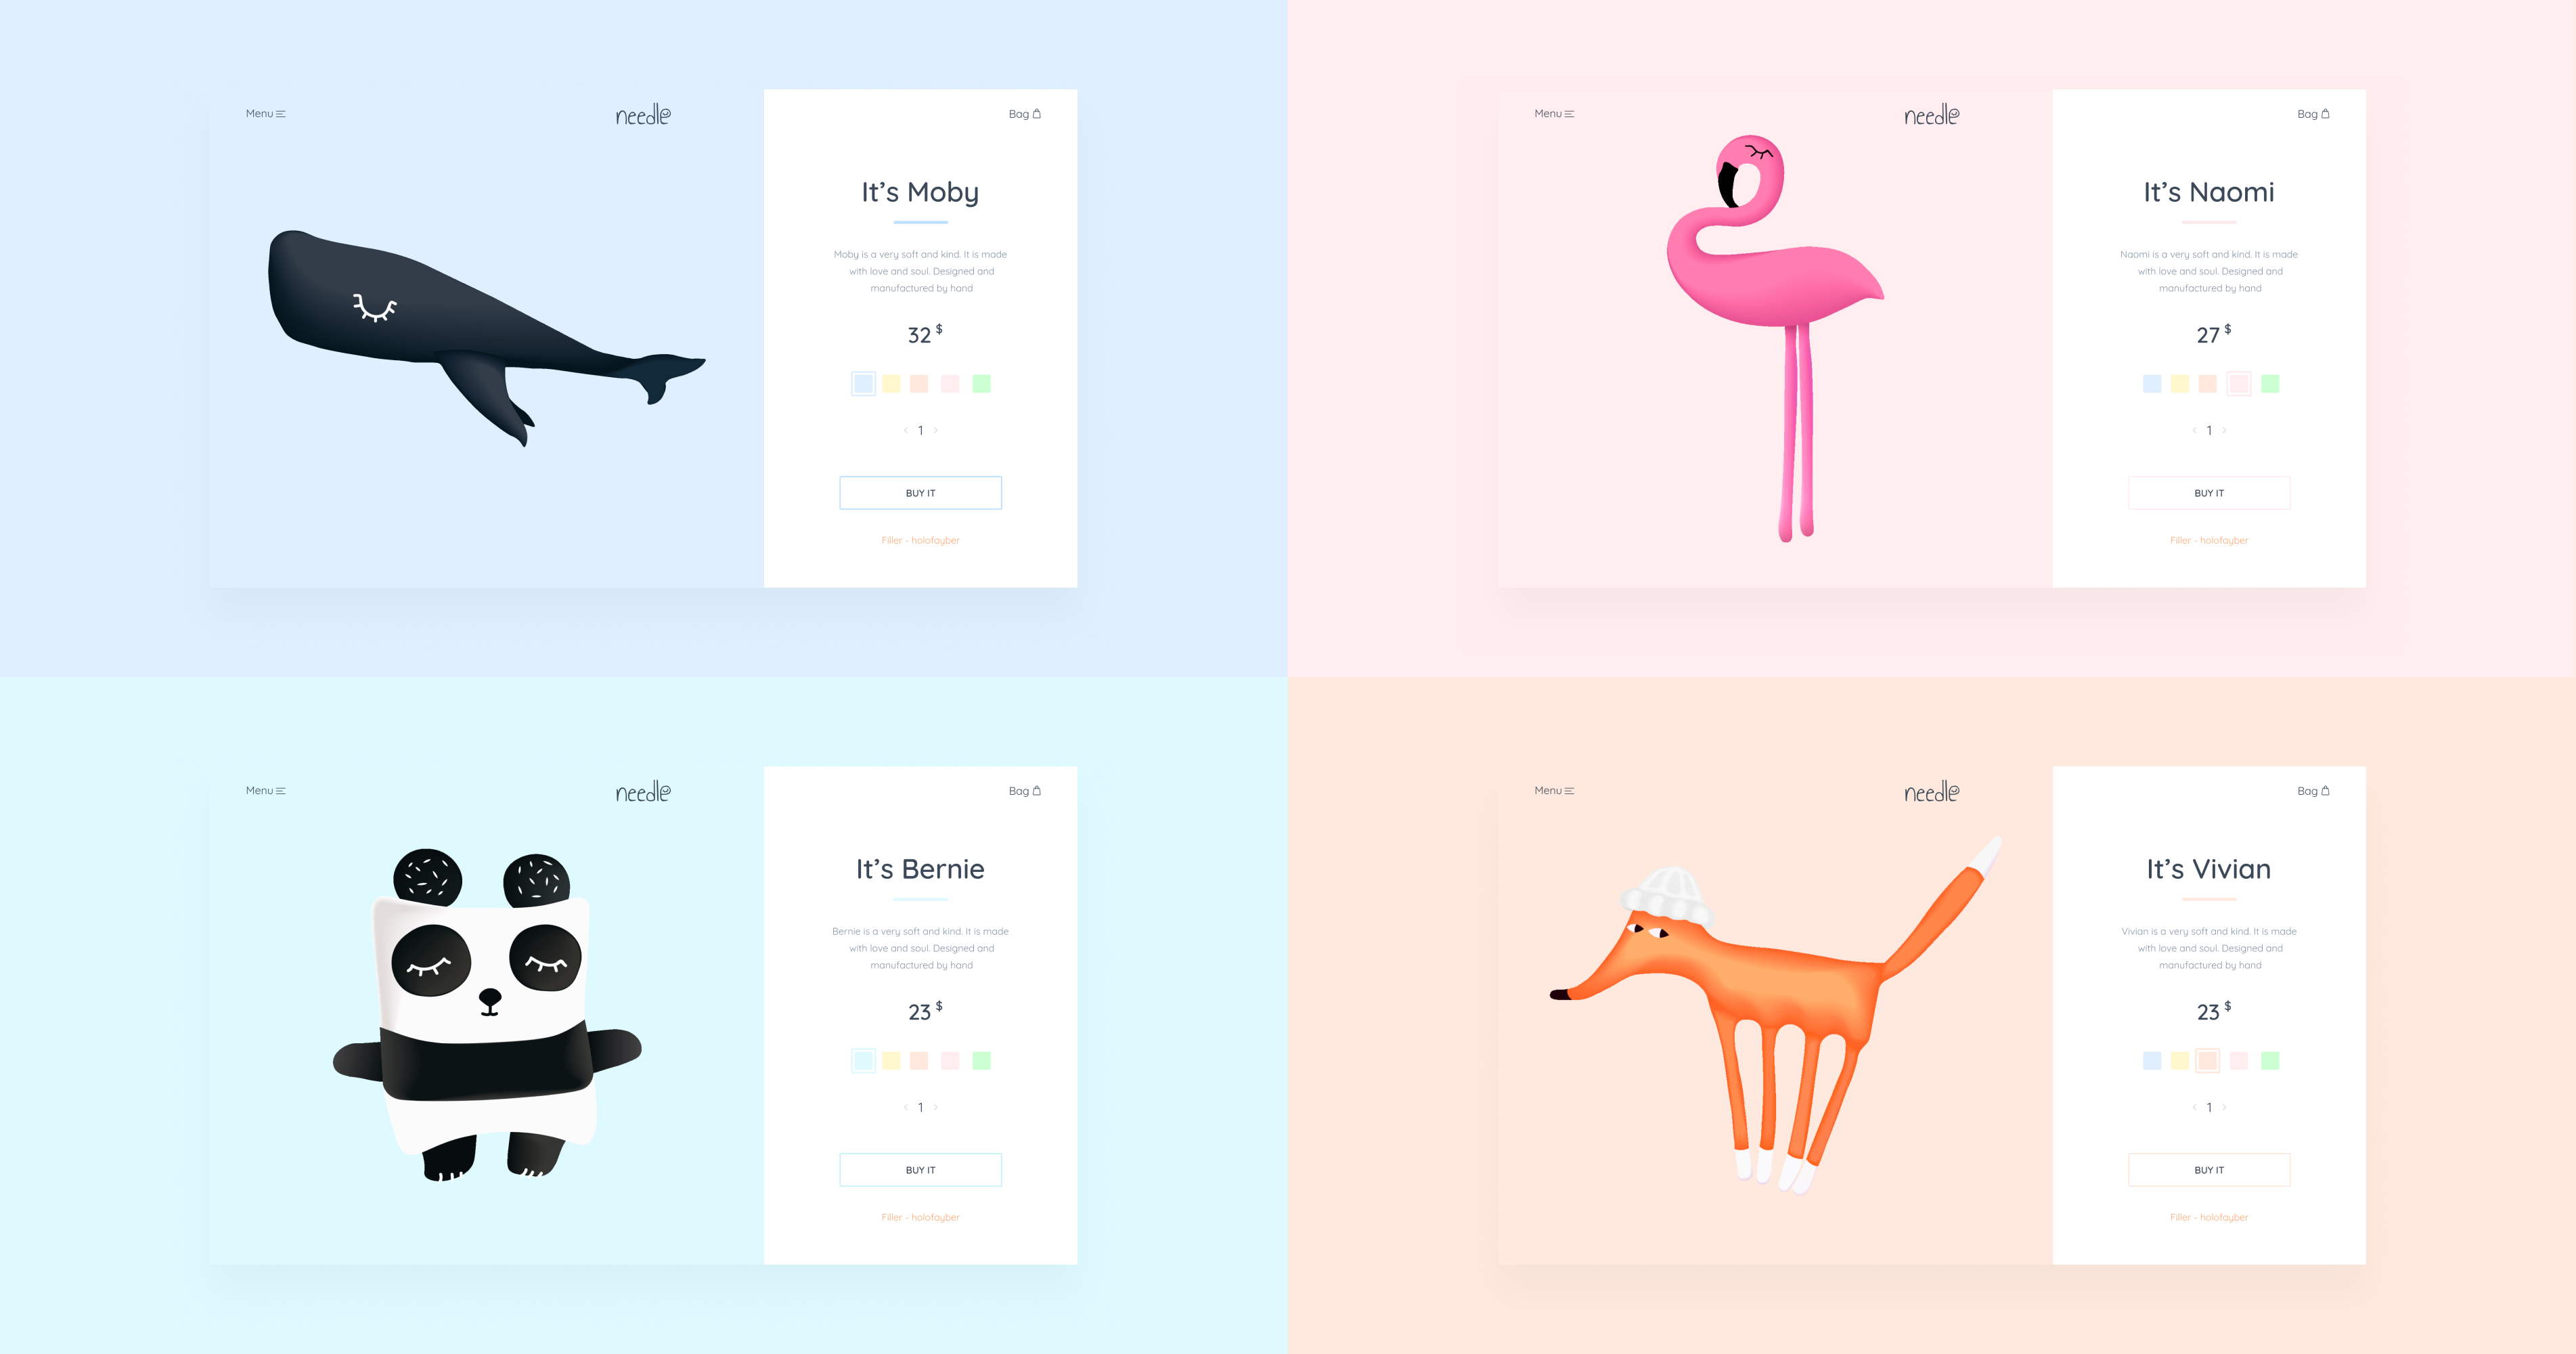 Menu
needle
Bag
It's Moby
Moby is a very soft and kind. It is made
with love and soul. Designed and
manufactured by hand
32 $
1
BUY IT
Filler - holofayber
Menu
needle
Bag
It's Naomi
Naomi is a very soft and kind. It is made
with love and soul. Designed and
manufactured by hand
27 $
1
BUY IT
Filler - holofayber
Menu
needle
Bag
It's Bernie
Bernie is a very soft and kind. It is made
with love and soul. Designed and
manufactured by hand
23 $
1
BUY IT
Filler - holofayber
Menu
needle
Bag
It's Vivian
Vivian is a very soft and kind. It is made
with love and soul. Designed and
manufactured by hand
23 $
1
BUY IT
Filler - holofayber